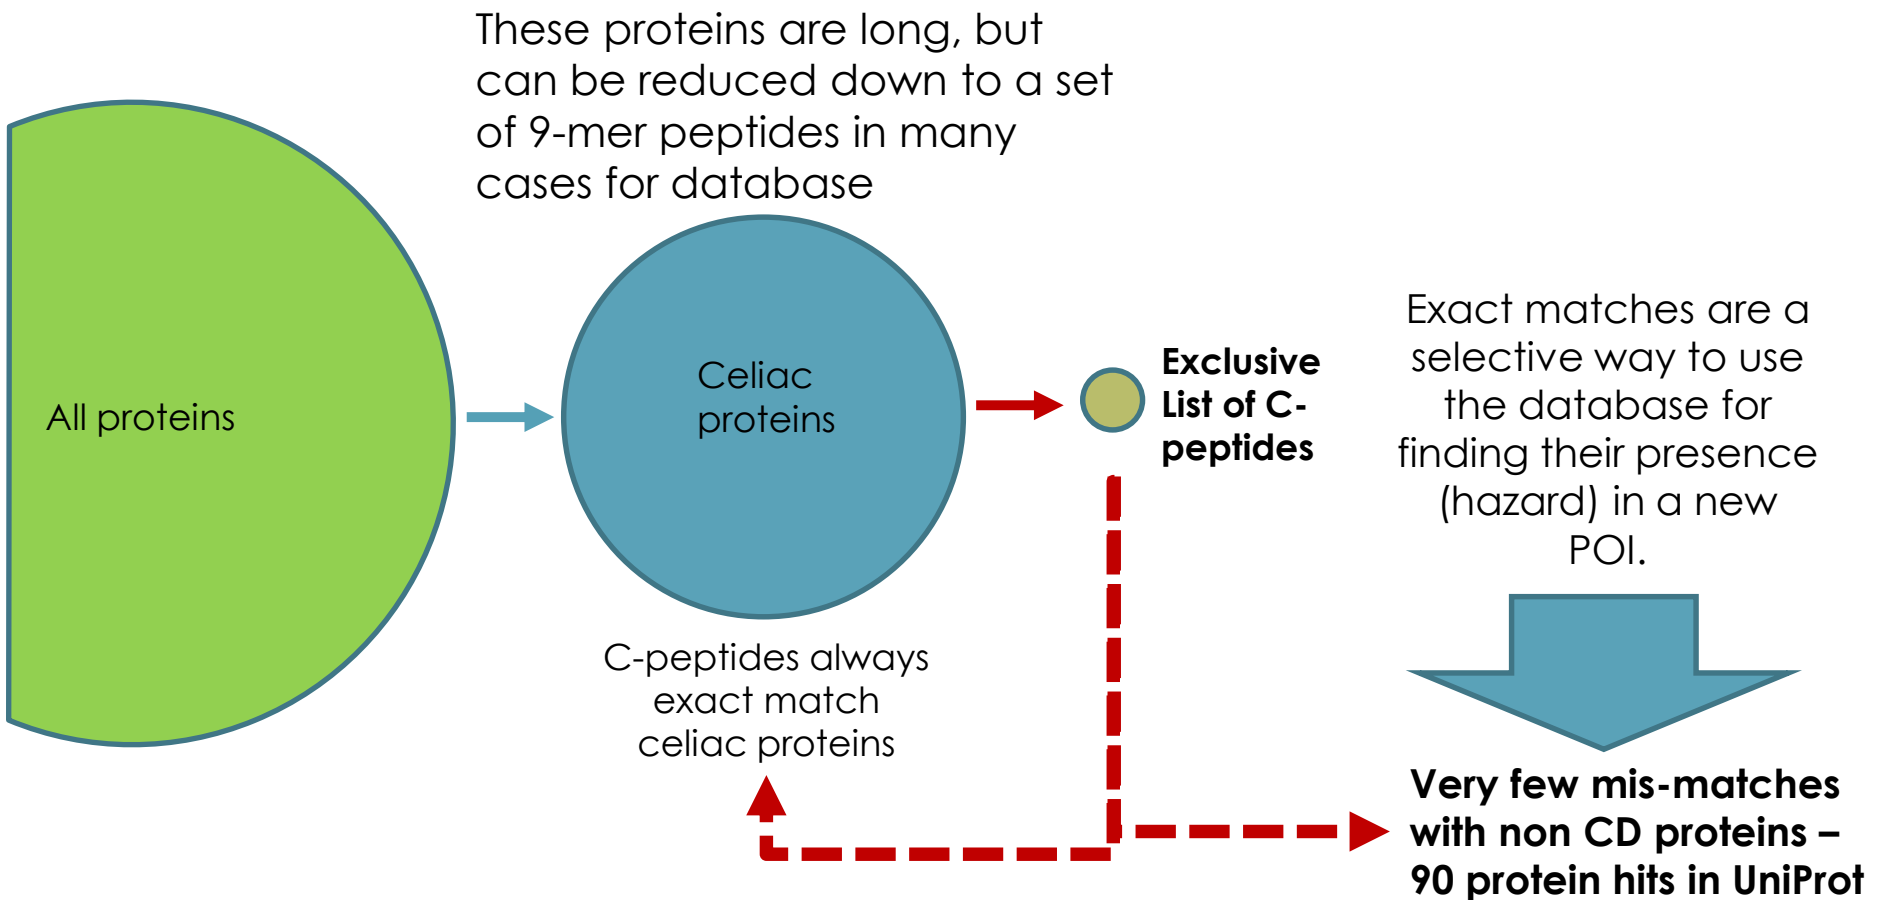 These proteins are long, but
can be reduced down to a set
of 9-mer peptides in many
cases for database
All proteins
Celiac
proteins
Exclusive
List of C-
peptides
Exact matches are a
selective way to use
the database for
finding their presence
(hazard) in a new
POI.
C-peptides always
exact match
celiac proteins
Very few mis-matches
with non CD proteins –
90 protein hits in UniProt